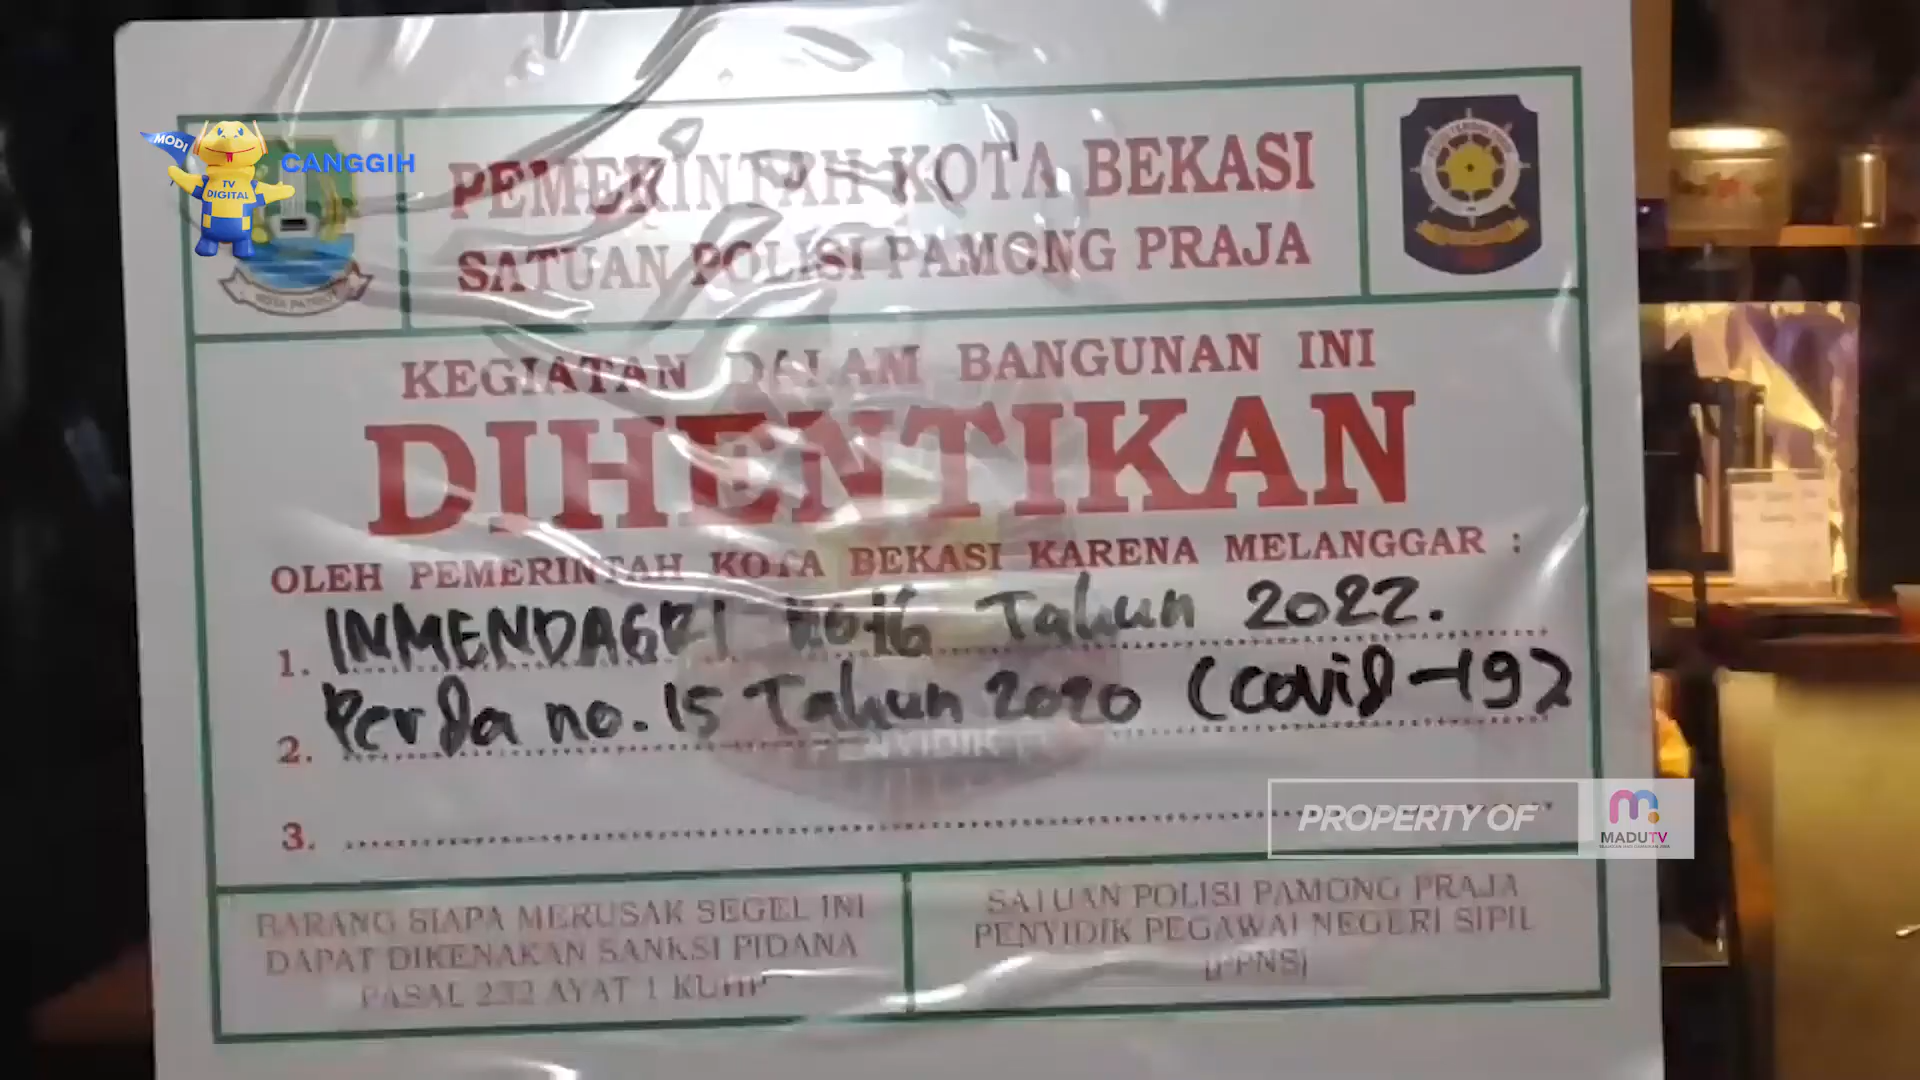 MODI
CANGGIH
TV
DIGITAL
KOTA PATRIOT
PEMERINTAH KOTA BEKASI
SATUAN POLISI PAMONG PRAJA
KEGIATAN DALAM BANGUNAN INI
DIHENTIKAN
OLEH PEMERINTAH KOTA BEKASI KARENA MELANGGAR :
1. INMENDAGRI no 16 Tahun 2022.
2. Perda no. 15 Tahun 2020 (covid-19)
PENYIDIK
3.
PROPERTY OF
MADUTV
BARANG SIAPA MERUSAK SEGEL INI
DAPAT DIKENAKAN SANKSI PIDANA
PASAL 232 AYAT 1 KUHP
SATUAN POLISI PAMONG PRAJA
PENYIDIK PEGAWAI NEGERI SIPIL
(PPNS)